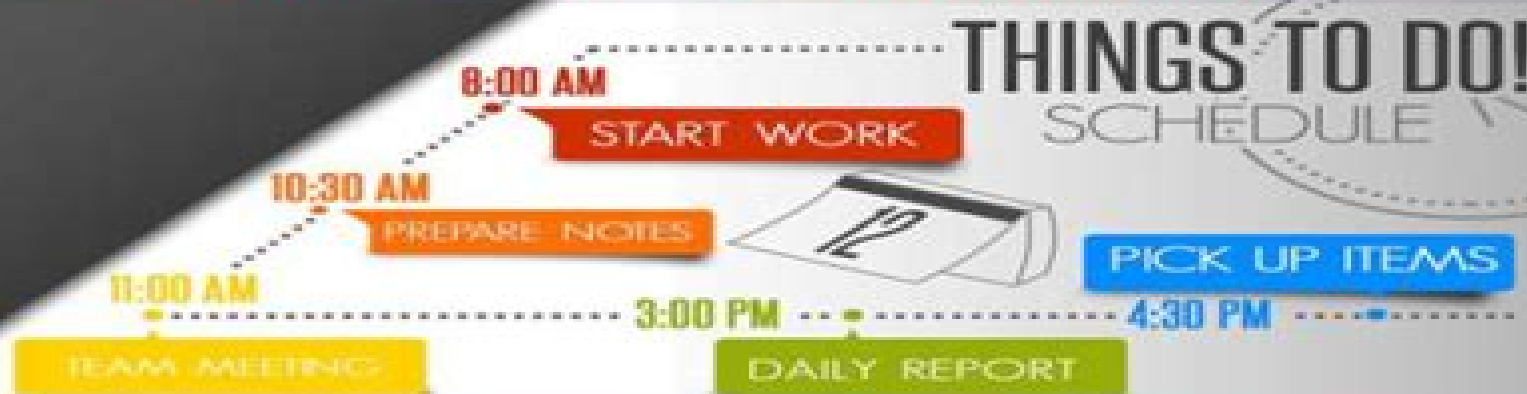 THINGS TO DO!
SCHEDULE
8:00 AM
START WORK
10:30 AM
PREPARE NOTES
12
11:00 AM
TEAM MEETING
3:00 PM
DAILY REPORT
4:30 PM
PICK UP ITEMS